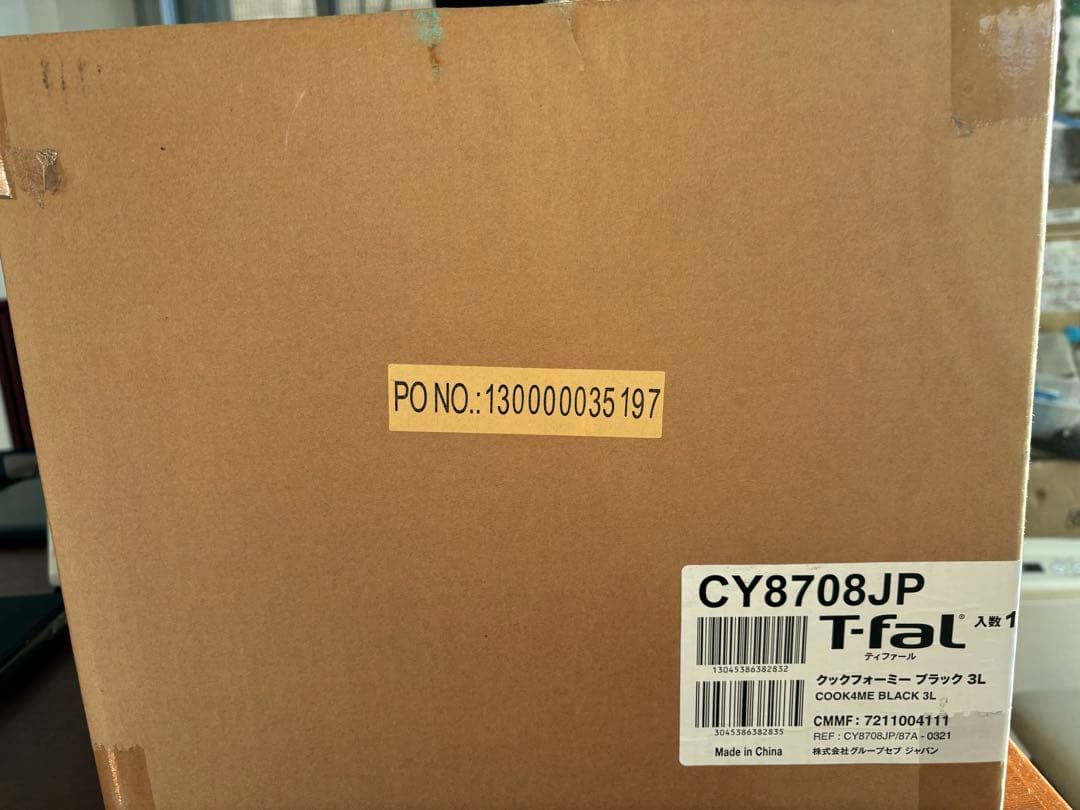 PO NO.:130000035197
CY8708JP
T-fal® 入数 1
ティファール
13045386382832
クックフォーミー ブラック 3L
COOK4ME BLACK 3L
3045386382835
CMMF : 7211004111
REF : CY8708JP/87A - 0321
Made in China
株式会社グループセブ ジャパン